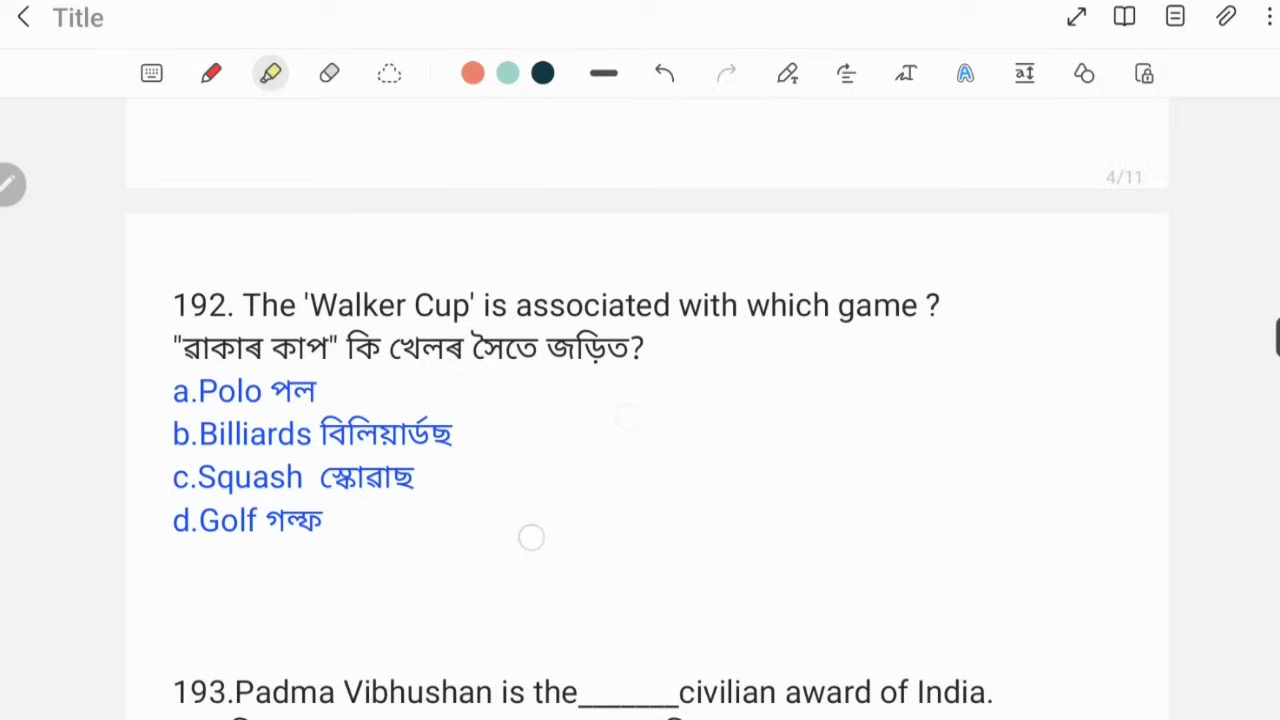 Title
4/11
192. The 'Walker Cup' is associated with which game ?
"ৱাকাৰ কাপ" কি খেলৰ সৈতে জড়িত?
a.Polo পল
b.Billiards বিলিয়াৰ্ডছ
c.Squash স্কোৱাছ
d.Golf গল্ফ
193.Padma Vibhushan is the_______civilian award of India.